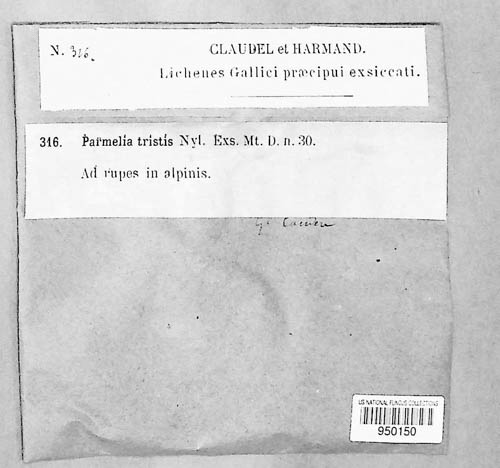 N. 316.
CLAUDEL et HARMAND.
Lichenes Gallici præcipui exsiccati.
316. Parmelia tristis Nyl. Exs. Mt. D. n. 30.
Ad rupes in alpinis.
US NATIONAL FUNGUS COLLECTIONS
950150